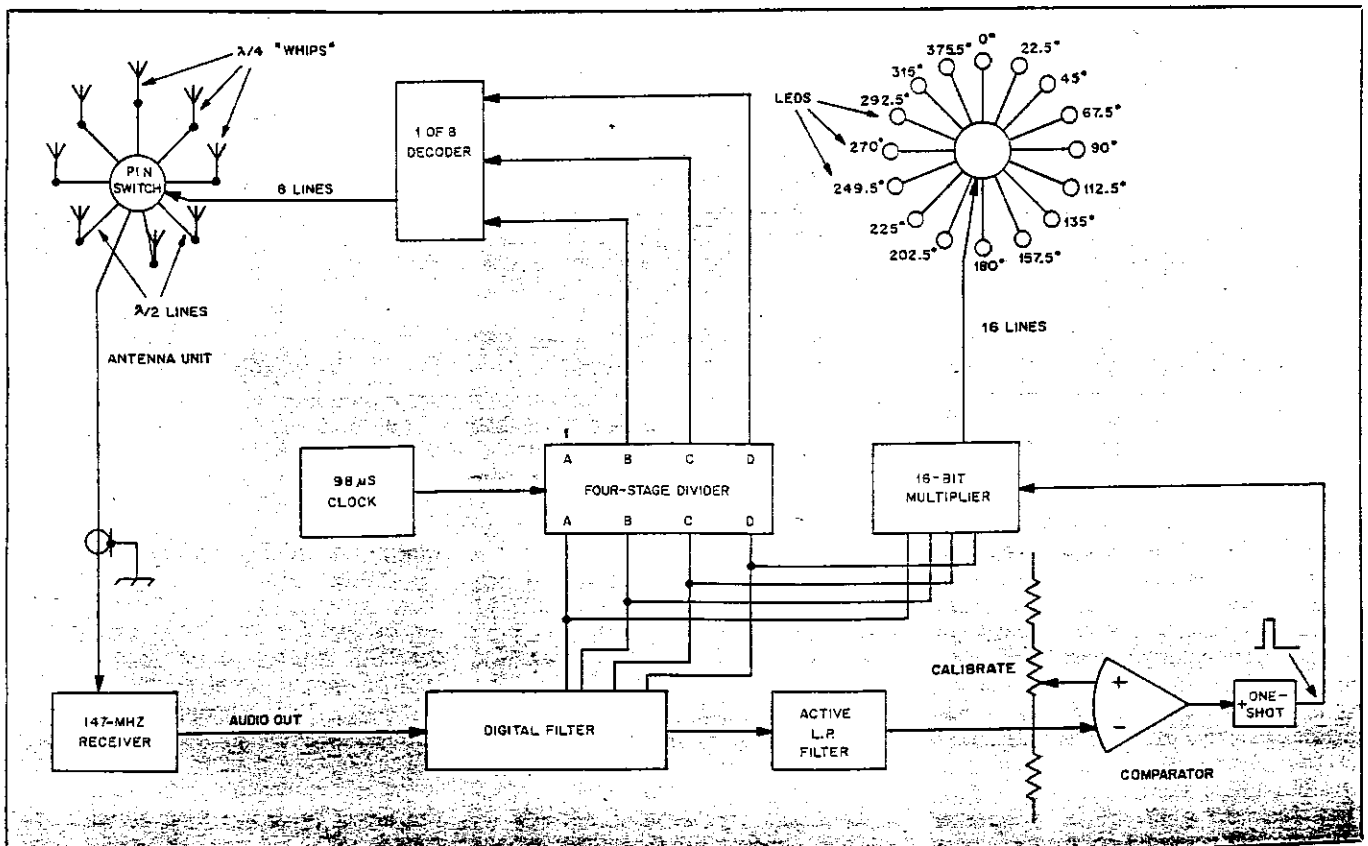 λ/4 "WHIPS"
PIN
SWITCH
λ/2 LINES
ANTENNA UNIT
8 LINES
1 OF 8
DECODER
LEDS
0°
22.5°
45°
67.5°
90°
112.5°
135°
157.5°
180°
202.5°
225°
249.5°
270°
292.5°
315°
375.5°
16 LINES
98 µS
CLOCK
A B C D
FOUR-STAGE DIVIDER
A B C D
16-BIT
MULTIPLIER
147-MHZ
RECEIVER
AUDIO OUT
DIGITAL FILTER
ACTIVE
L.P.
FILTER
CALIBRATE
+
−
COMPARATOR
+ ONE-
SHOT